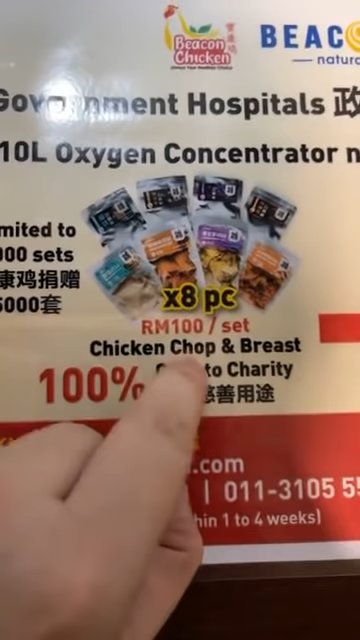 Beacon
Chicken
BEAC
natura
Government Hospitals 政
10L Oxygen Concentrator n
mited to
000 sets
康鸡捐赠
5000套
x8 pc
RM100 / set
Chicken Chop & Breast
100% to Charity
慈善用途
.com
| 011-3105 55
hin 1 to 4 weeks)